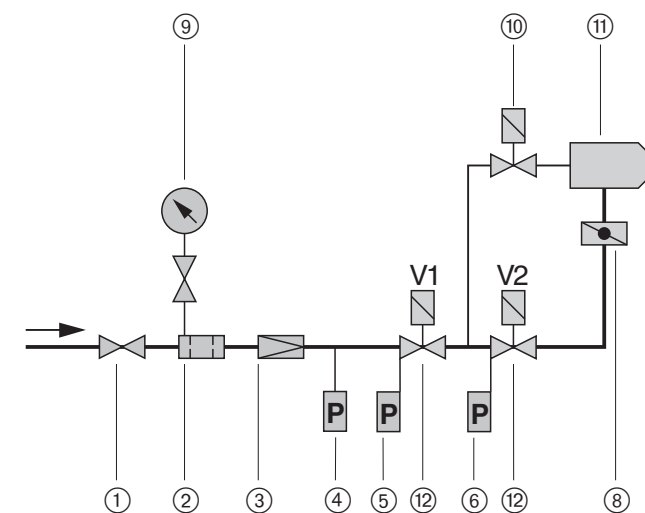 ⑨ ⑩ ⑪
V1 V2
P P P
① ② ③ ④ ⑤ ⑫ ⑥ ⑫ ⑧